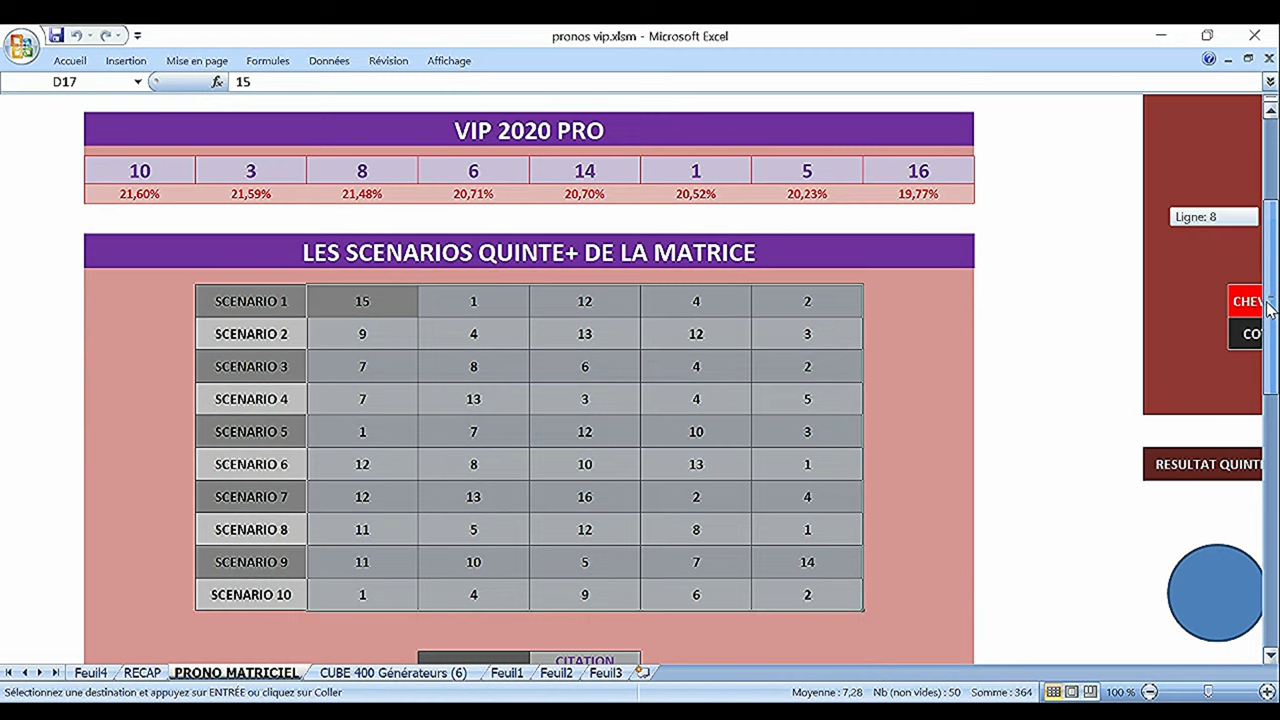 pronos vip.xlsm - Microsoft Excel
Accueil Insertion Mise en page Formules Données Révision Affichage
D17 fx 15
VIP 2020 PRO
10 3 8 6 14 1 5 16
21,60% 21,59% 21,48% 20,71% 20,70% 20,52% 20,23% 19,77%
Ligne: 8
LES SCENARIOS QUINTE+ DE LA MATRICE
SCENARIO 1 15 1 12 4 2
CHEV
SCENARIO 2 9 4 13 12 3
CO
SCENARIO 3 7 8 6 4 2
SCENARIO 4 7 13 3 4 5
SCENARIO 5 1 7 12 10 3
SCENARIO 6 12 8 10 13 1
RESULTAT QUINT
SCENARIO 7 12 13 16 2 4
SCENARIO 8 11 5 12 8 1
SCENARIO 9 11 10 5 7 14
SCENARIO 10 1 4 9 6 2
CITATION
Feuil4 RECAP PRONO MATRICIEL CUBE 400 Générateurs (6) Feuil1 Feuil2 Feuil3
Sélectionnez une destination et appuyez sur ENTRÉE ou cliquez sur Coller Moyenne : 7,28 Nb (non vides) : 50 Somme : 364 100 %